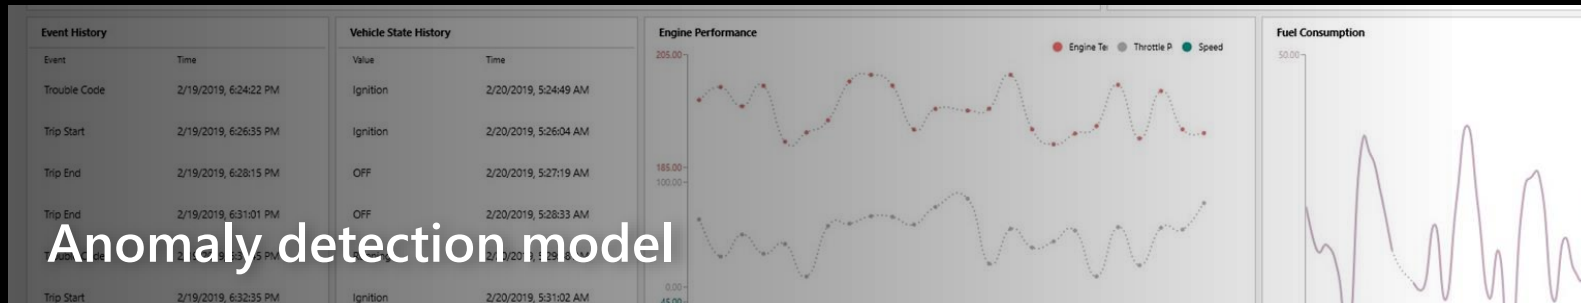 Event History
Event Time
Trouble Code 2/19/2019, 6:24:22 PM
Trip Start 2/19/2019, 6:26:35 PM
Trip End 2/19/2019, 6:28:15 PM
Trip End 2/19/2019, 6:31:01 PM
Trip Start 2/19/2019, 6:32:35 PM
Vehicle State History
Value Time
Ignition 2/20/2019, 5:24:49 AM
Ignition 2/20/2019, 5:26:04 AM
OFF 2/20/2019, 5:27:19 AM
OFF 2/20/2019, 5:28:33 AM
Ignition 2/20/2019, 5:31:02 AM
Anomaly detection model
Engine Performance
Engine Te Throttle P Speed
205.00
185.00
100.00
0.00
45.00
Fuel Consumption
50.00